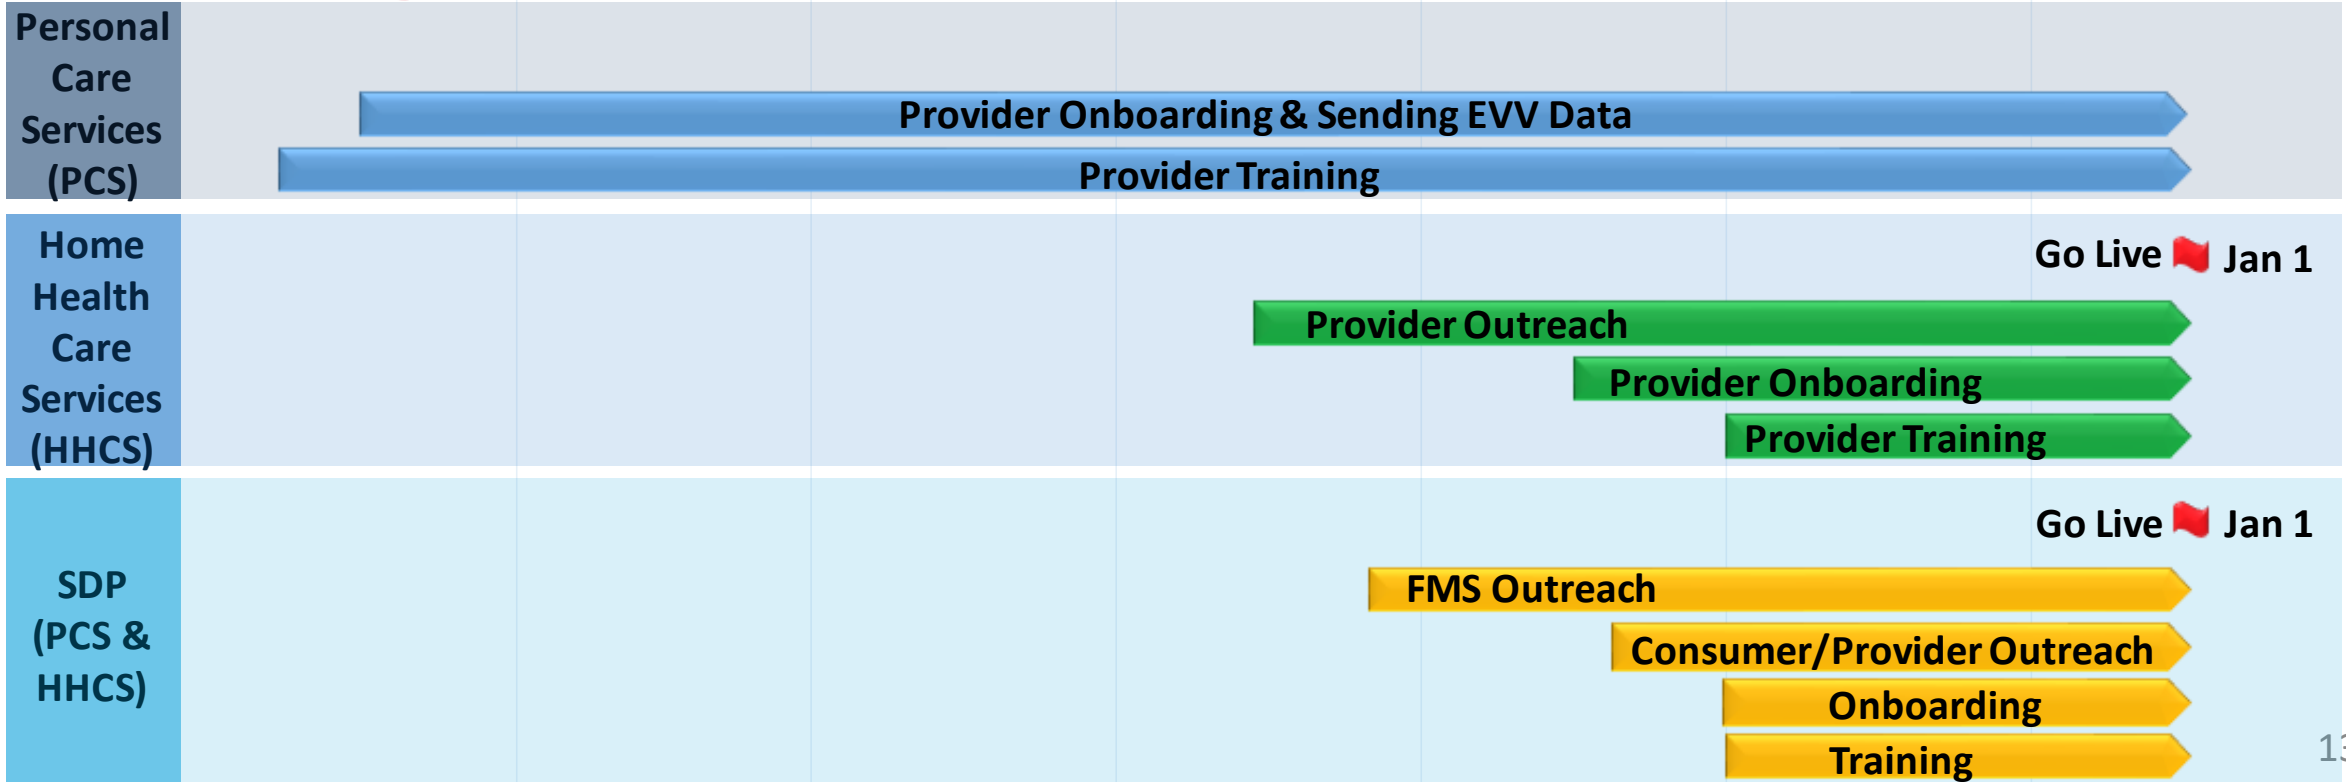 Personal
Care
Services
(PCS)
Provider Onboarding & Sending EVV Data
Provider Training
Home
Health
Care
Services
(HHCS)
Go Live Jan 1
Provider Outreach
Provider Onboarding
Provider Training
SDP
(PCS &
HHCS)
Go Live Jan 1
FMS Outreach
Consumer/Provider Outreach
Onboarding
Training